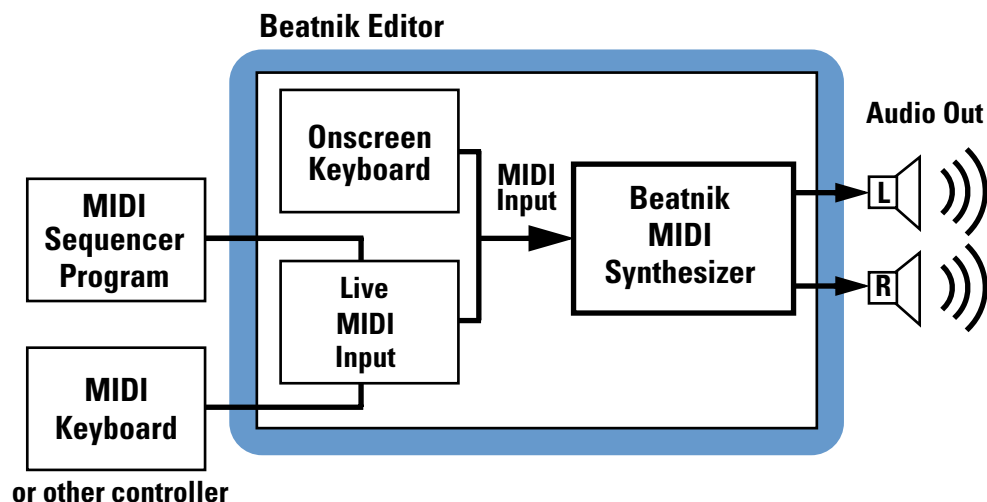 Beatnik Editor
Onscreen
Keyboard
MIDI
Input
Beatnik
MIDI
Synthesizer
Audio Out
L
R
MIDI
Sequencer
Program
Live
MIDI
Input
MIDI
Keyboard
or other controller